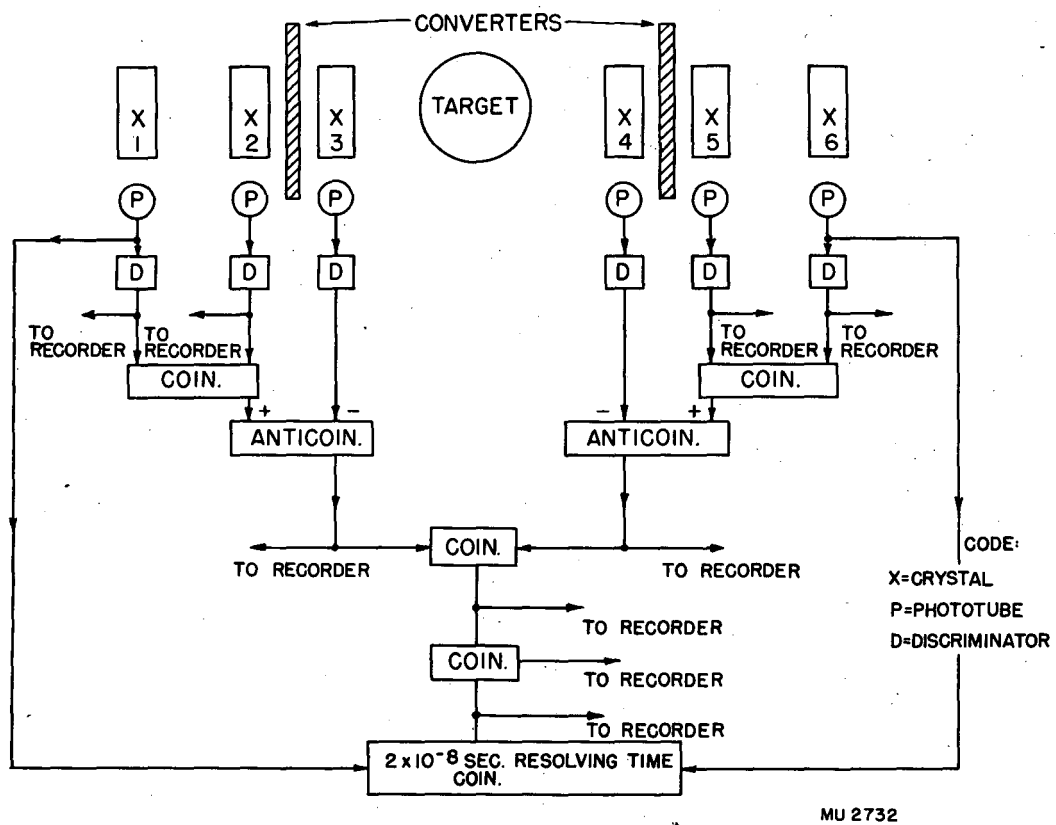 CONVERTERS
TARGET
X X X X X X
1 2 3 4 5 6
P P P P P P
D D D D D D
TO RECORDER
TO RECORDER
TO RECORDER
TO RECORDER
COIN. COIN.
+ - - +
ANTICOIN. ANTICOIN.
COIN.
TO RECORDER
TO RECORDER
CODE:
X=CRYSTAL
P=PHOTOTUBE
D=DISCRIMINATOR
TO RECORDER
COIN.
TO RECORDER
TO RECORDER
2 x 10⁻⁸ SEC. RESOLVING TIME
COIN.
MU 2732